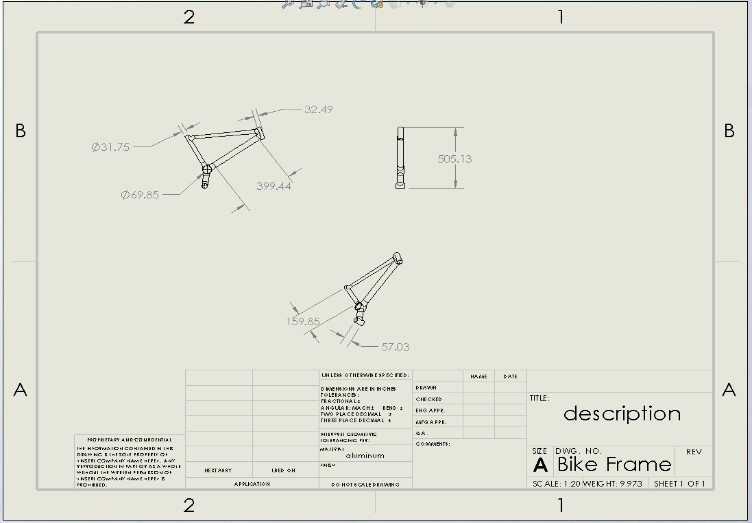 2
1
B
B
32.49
Ø31.75
505.13
399.44
Ø69.85
159.85
57.03
A
A
UNLESS OTHERWISE SPECIFIED:
NAME
DATE
DIMENSIONS ARE IN INCHES
TOLERANCES:
FRACTIONAL±
ANGULAR: MACH± BEND ±
TWO PLACE DECIMAL ±
THREE PLACE DECIMAL ±
DRAWN
CHECKED
ENG APPR.
MFG APPR.
Q.A.
COMMENTS:
INTERPRET GEOMETRIC
TOLERANCING PER:
MATERIAL
aluminum
FINISH
DO NOT SCALE DRAWING
TITLE:
description
SIZE
A
DWG. NO.
Bike Frame
REV
SCALE: 1:20
WEIGHT: 9.973
SHEET 1 OF 1
PROPRIETARY AND CONFIDENTIAL
THE INFORMATION CONTAINED IN THIS
DRAWING IS THE SOLE PROPERTY OF
<INSERT COMPANY NAME HERE>. ANY
REPRODUCTION IN PART OR AS A WHOLE
WITHOUT THE WRITTEN PERMISSION OF
<INSERT COMPANY NAME HERE> IS
PROHIBITED.
NEXT ASSY
USED ON
APPLICATION
2
1